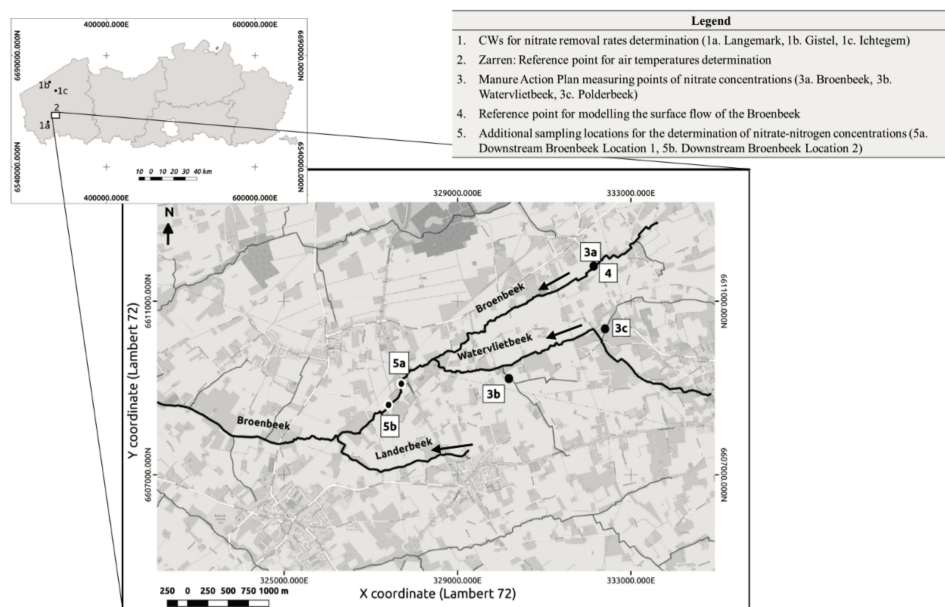 400000.000E 600000.000E
6690000.000N
6690000.000N
1b
1c
2
1a
6540000.000N
6540000.000N
10 0 10 20 30 40 km
400000.000E 600000.000E
Legend
1. CWs for nitrate removal rates determination (1a. Langemark, 1b. Gistel, 1c. Ichtegem)
2. Zarren: Reference point for air temperatures determination
3. Manure Action Plan measuring points of nitrate concentrations (3a. Broenbeek, 3b.
Watervlietbeek, 3c. Polderbeek)
4. Reference point for modelling the surface flow of the Broenbeek
5. Additional sampling locations for the determination of nitrate-nitrogen concentrations (5a.
Downstream Broenbeek Location 1, 5b. Downstream Broenbeek Location 2)
329000.000E 333000.000E
N
3a
4
Broenbeek
6611000.000N
6611000.000N
3c
Watervlietbeek
5a
3b
5b
Broenbeek
Landerbeek
Y coordinate (Lambert 72)
6607000.000N
6607000.000N
325000.000E 329000.000E 333000.000E
X coordinate (Lambert 72)
250 0 250 500 750 1000 m